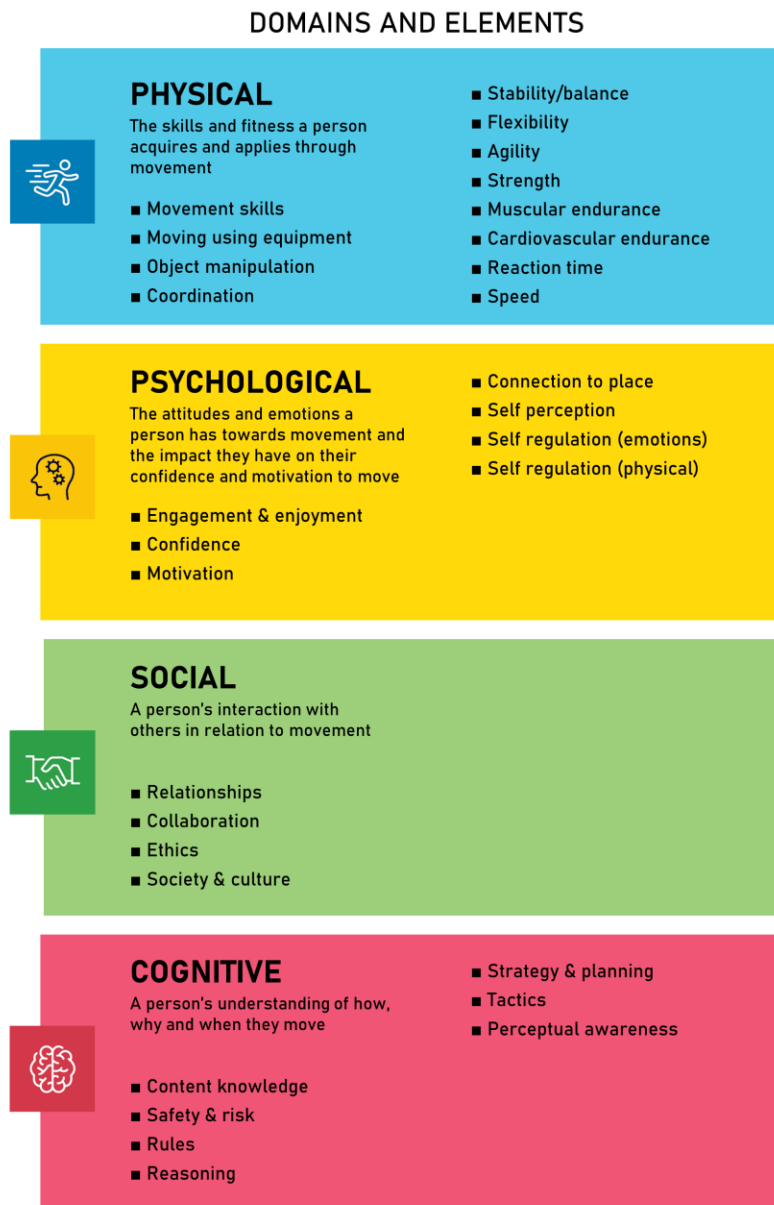 DOMAINS AND ELEMENTS
PHYSICAL
The skills and fitness a person
acquires and applies through
movement
■ Movement skills
■ Moving using equipment
■ Object manipulation
■ Coordination
■ Stability/balance
■ Flexibility
■ Agility
■ Strength
■ Muscular endurance
■ Cardiovascular endurance
■ Reaction time
■ Speed
PSYCHOLOGICAL
The attitudes and emotions a
person has towards movement and
the impact they have on their
confidence and motivation to move
■ Engagement & enjoyment
■ Confidence
■ Motivation
■ Connection to place
■ Self perception
■ Self regulation (emotions)
■ Self regulation (physical)
SOCIAL
A person's interaction with
others in relation to movement
■ Relationships
■ Collaboration
■ Ethics
■ Society & culture
COGNITIVE
A person's understanding of how,
why and when they move
■ Content knowledge
■ Safety & risk
■ Rules
■ Reasoning
■ Strategy & planning
■ Tactics
■ Perceptual awareness